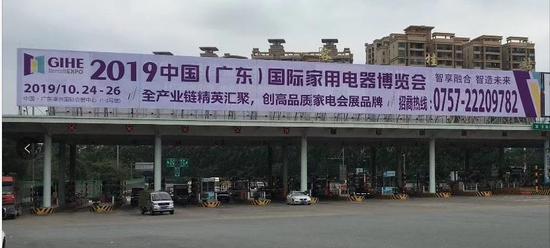 GIHE
EXPO
2019中国(广东)国际家用电器博览会
智享融合 智造未来
2019/10.24-26
全产业链精英汇聚，创高品质家电会展品牌
招商热线：0757-22209782